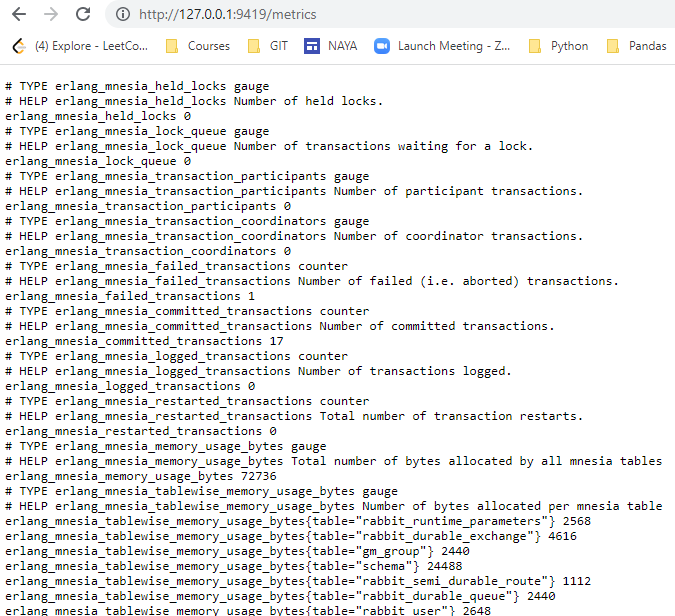 http://127.0.0.1:9419/metrics
(4) Explore - LeetCo... Courses GIT NAYA Launch Meeting - Z... Python Pandas
# TYPE erlang_mnesia_held_locks gauge
# HELP erlang_mnesia_held_locks Number of held locks.
erlang_mnesia_held_locks 0
# TYPE erlang_mnesia_lock_queue gauge
# HELP erlang_mnesia_lock_queue Number of transactions waiting for a lock.
erlang_mnesia_lock_queue 0
# TYPE erlang_mnesia_transaction_participants gauge
# HELP erlang_mnesia_transaction_participants Number of participant transactions.
erlang_mnesia_transaction_participants 0
# TYPE erlang_mnesia_transaction_coordinators gauge
# HELP erlang_mnesia_transaction_coordinators Number of coordinator transactions.
erlang_mnesia_transaction_coordinators 0
# TYPE erlang_mnesia_failed_transactions counter
# HELP erlang_mnesia_failed_transactions Number of failed (i.e. aborted) transactions.
erlang_mnesia_failed_transactions 1
# TYPE erlang_mnesia_committed_transactions counter
# HELP erlang_mnesia_committed_transactions Number of committed transactions.
erlang_mnesia_committed_transactions 17
# TYPE erlang_mnesia_logged_transactions counter
# HELP erlang_mnesia_logged_transactions Number of transactions logged.
erlang_mnesia_logged_transactions 0
# TYPE erlang_mnesia_restarted_transactions counter
# HELP erlang_mnesia_restarted_transactions Total number of transaction restarts.
erlang_mnesia_restarted_transactions 0
# TYPE erlang_mnesia_memory_usage_bytes gauge
# HELP erlang_mnesia_memory_usage_bytes Total number of bytes allocated by all mnesia tables
erlang_mnesia_memory_usage_bytes 72736
# TYPE erlang_mnesia_tablewise_memory_usage_bytes gauge
# HELP erlang_mnesia_tablewise_memory_usage_bytes Number of bytes allocated per mnesia table
erlang_mnesia_tablewise_memory_usage_bytes{table="rabbit_runtime_parameters"} 2568
erlang_mnesia_tablewise_memory_usage_bytes{table="rabbit_durable_exchange"} 4616
erlang_mnesia_tablewise_memory_usage_bytes{table="gm_group"} 2440
erlang_mnesia_tablewise_memory_usage_bytes{table="schema"} 24488
erlang_mnesia_tablewise_memory_usage_bytes{table="rabbit_semi_durable_route"} 1112
erlang_mnesia_tablewise_memory_usage_bytes{table="rabbit_durable_queue"} 2440
erlang_mnesia_tablewise_memory_usage_bytes{table="rabbit_user"} 2648